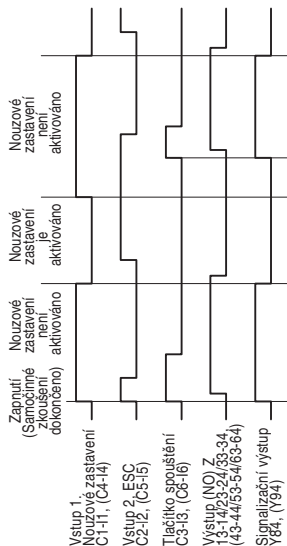 Zapnutí
(Samočinné
zkoušení
dokončeno)
Nouzové
zastavení
není
aktivováno
Nouzové
zastavení
je
aktivováno
Nouzové
zastavení
není
aktivováno
Vstup 1,
Nouzové zastavení
C1-I1, (C4-I4)
Vstup 2, ESC
C2-I2, (C5-I5)
Tlačítko spouštění
C3-I3, (C6-I6)
Výstup (NO) Z
13-14/23-24/33-34,
(43-44/53-54/63-64)
Signalizační výstup
Y84, (Y94)